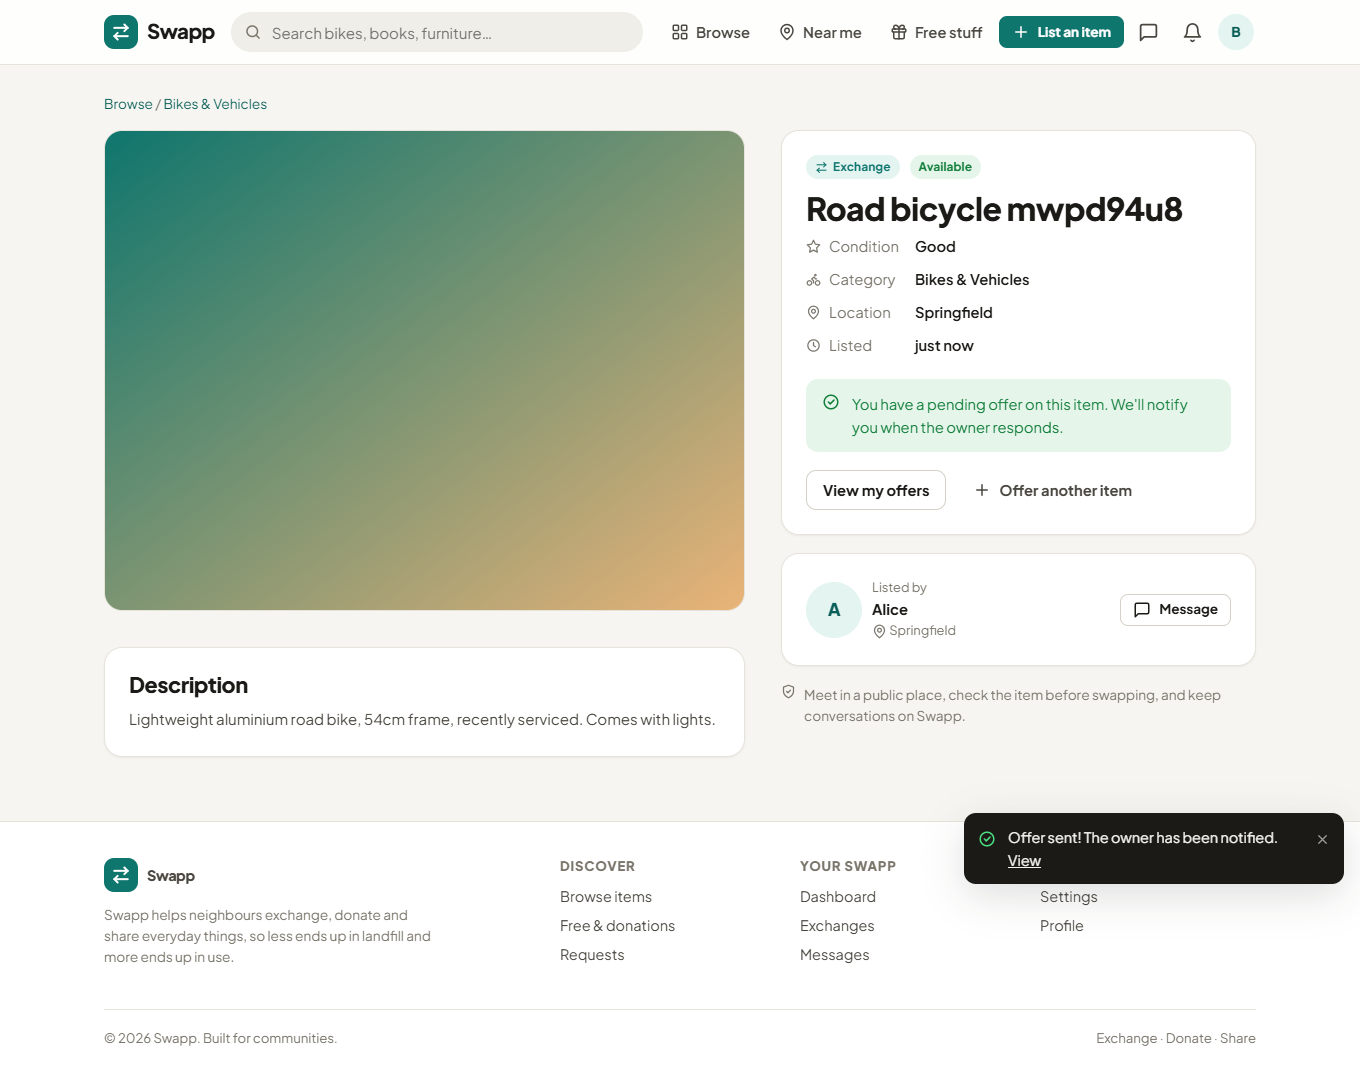 Swapp
Search bikes, books, furniture...
Browse
Near me
Free stuff
List an item
B
Browse / Bikes & Vehicles
Exchange
Available
Road bicycle mwpd94u8
Condition Good
Category Bikes & Vehicles
Location Springfield
Listed just now
You have a pending offer on this item. We'll notify
you when the owner responds.
View my offers
Offer another item
A
Listed by
Alice
Springfield
Message
Meet in a public place, check the item before swapping, and keep
conversations on Swapp.
Description
Lightweight aluminium road bike, 54cm frame, recently serviced. Comes with lights.
Offer sent! The owner has been notified.
View
Swapp
Swapp helps neighbours exchange, donate and
share everyday things, so less ends up in landfill and
more ends up in use.
DISCOVER
Browse items
Free & donations
Requests
YOUR SWAPP
Dashboard
Exchanges
Messages
Settings
Profile
© 2026 Swapp. Built for communities.
Exchange · Donate · Share